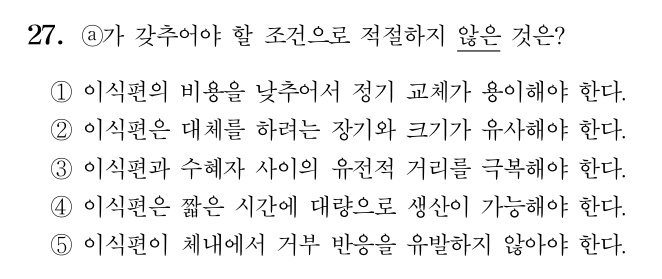 27. ⓐ가 갖추어야 할 조건으로 적절하지 않은 것은?
① 이식편의 비용을 낮추어서 정기 교체가 용이해야 한다.
② 이식편은 대체를 하려는 장기와 크기가 유사해야 한다.
③ 이식편과 수혜자 사이의 유전적 거리를 극복해야 한다.
④ 이식편은 짧은 시간에 대량으로 생산이 가능해야 한다.
⑤ 이식편이 체내에서 거부 반응을 유발하지 않아야 한다.